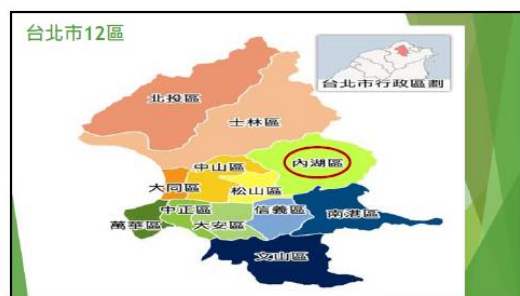 台北市12區
台北市行政區劃
北投區
士林區
中山區
內湖區
大同區
松山區
中正區
信義區
南港區
萬華區
大安區
文山區